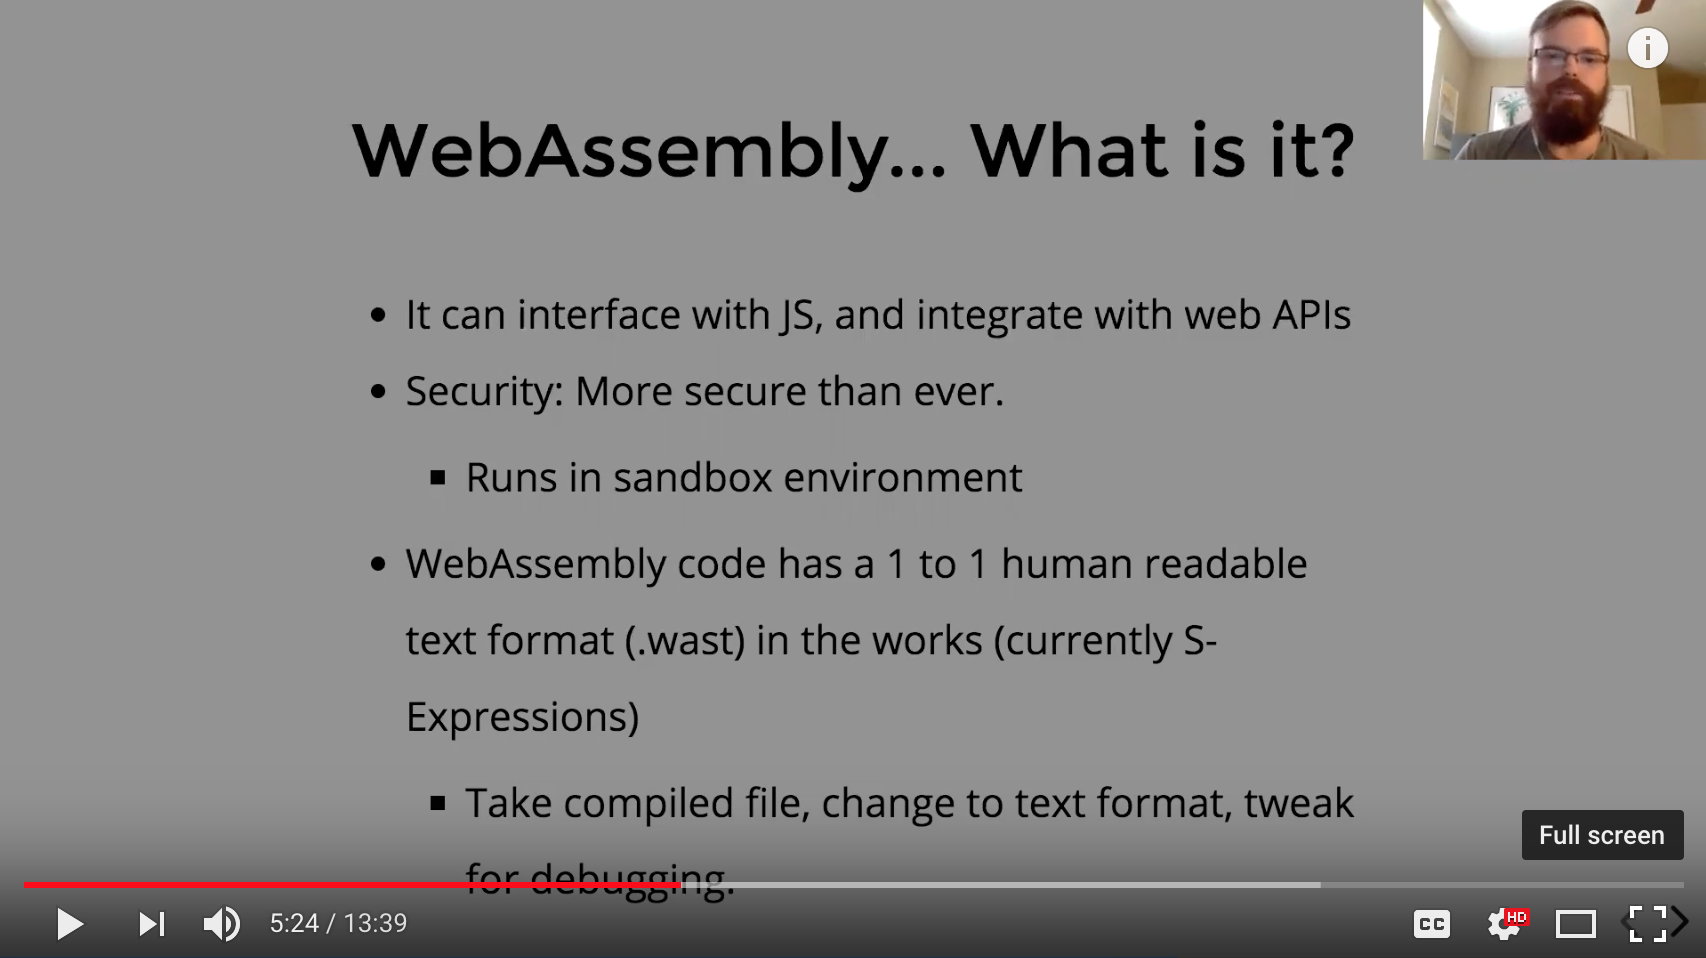 WebAssembly... What is it?
It can interface with JS, and integrate with web APIs
Security: More secure than ever.
Runs in sandbox environment
WebAssembly code has a 1 to 1 human readable
text format (.wast) in the works (currently S-
Expressions)
Take compiled file, change to text format, tweak
for debugging.
Full screen
5:24 / 13:39
CC
HD
i